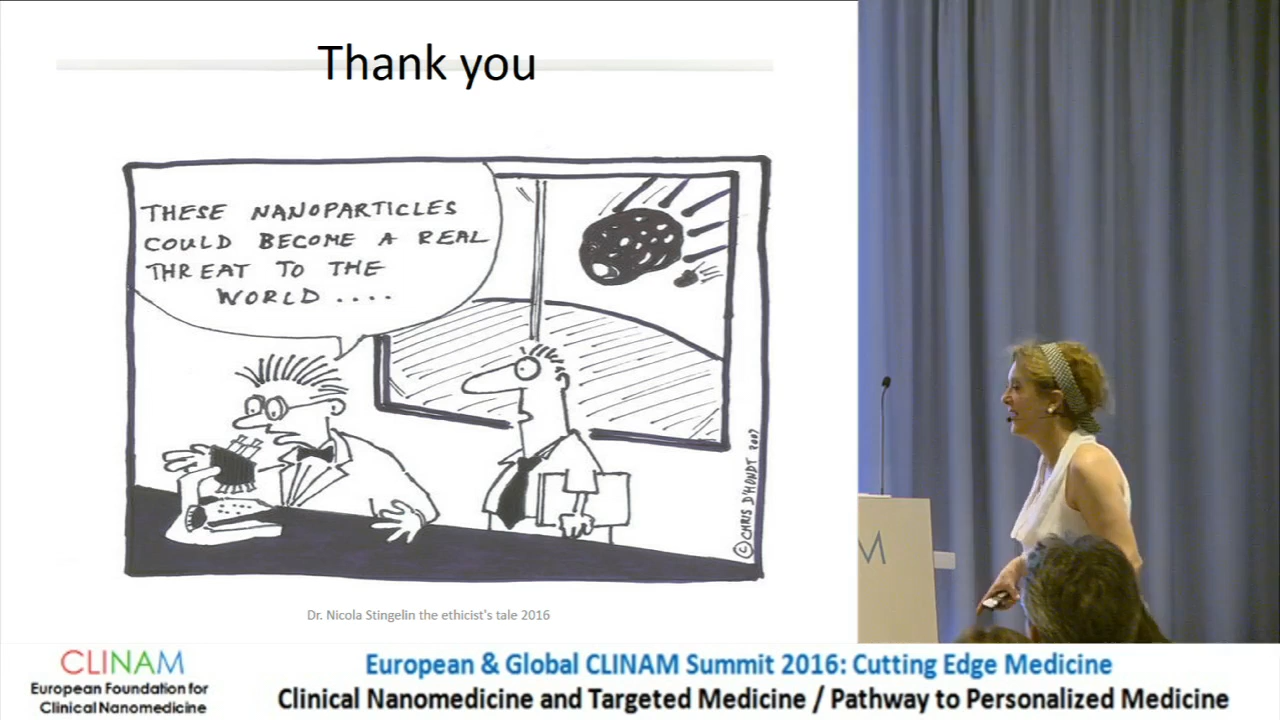 Thank you
THESE NANOPARTICLES
COULD BECOME A REAL
THREAT TO THE
WORLD ....
© CHRIS D'HONDT 2007
Dr. Nicola Stingelin the ethicist's tale 2016
M
CLINAM
European Foundation for
Clinical Nanomedicine
European & Global CLINAM Summit 2016: Cutting Edge Medicine
Clinical Nanomedicine and Targeted Medicine / Pathway to Personalized Medicine